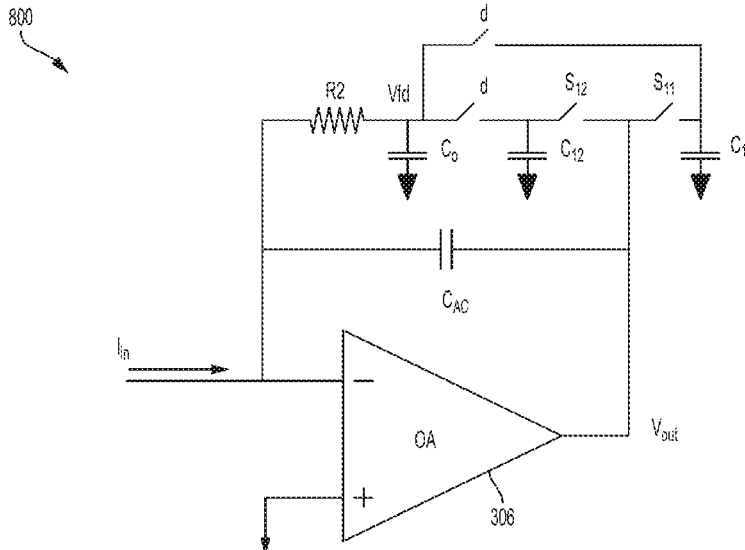 800
d
R2
Vfd
d
S12
S11
Co
C12
C1
CAC
Iin
−
OA
+
Vout
306